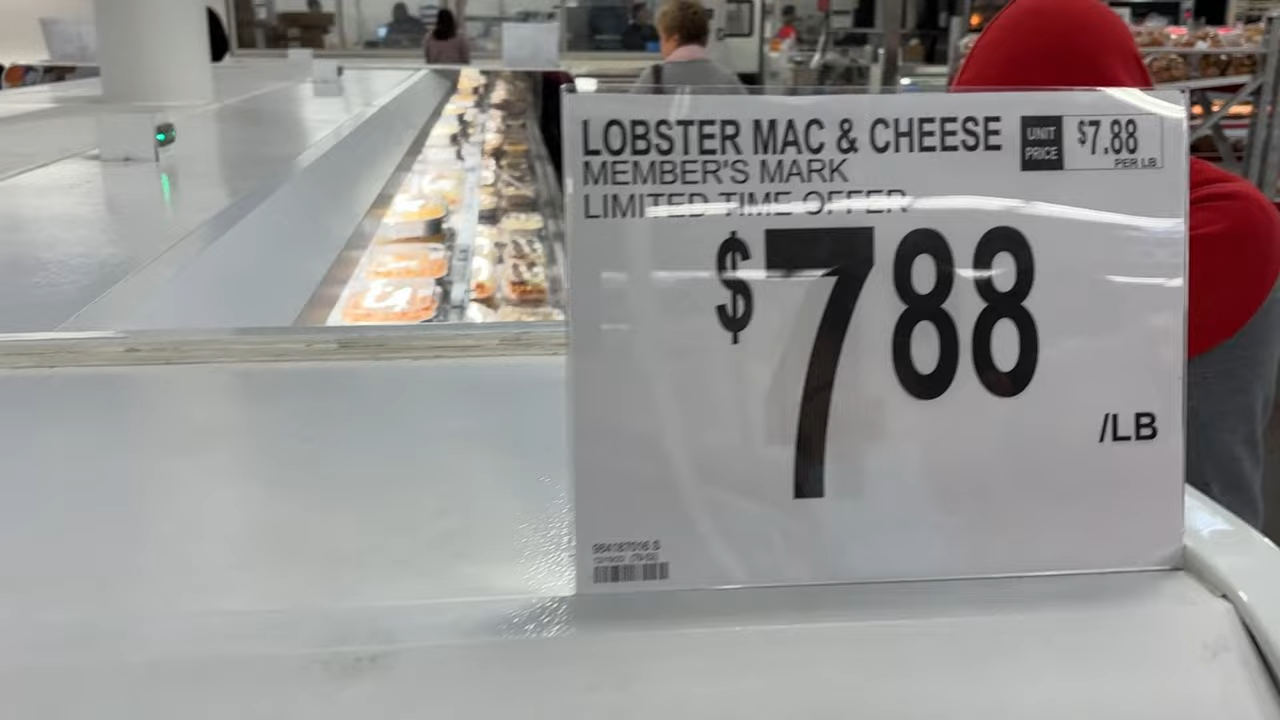 LOBSTER MAC & CHEESE
UNIT PRICE
$7.88
PER LB
MEMBER'S MARK
LIMITED TIME OFFER
$788
/LB